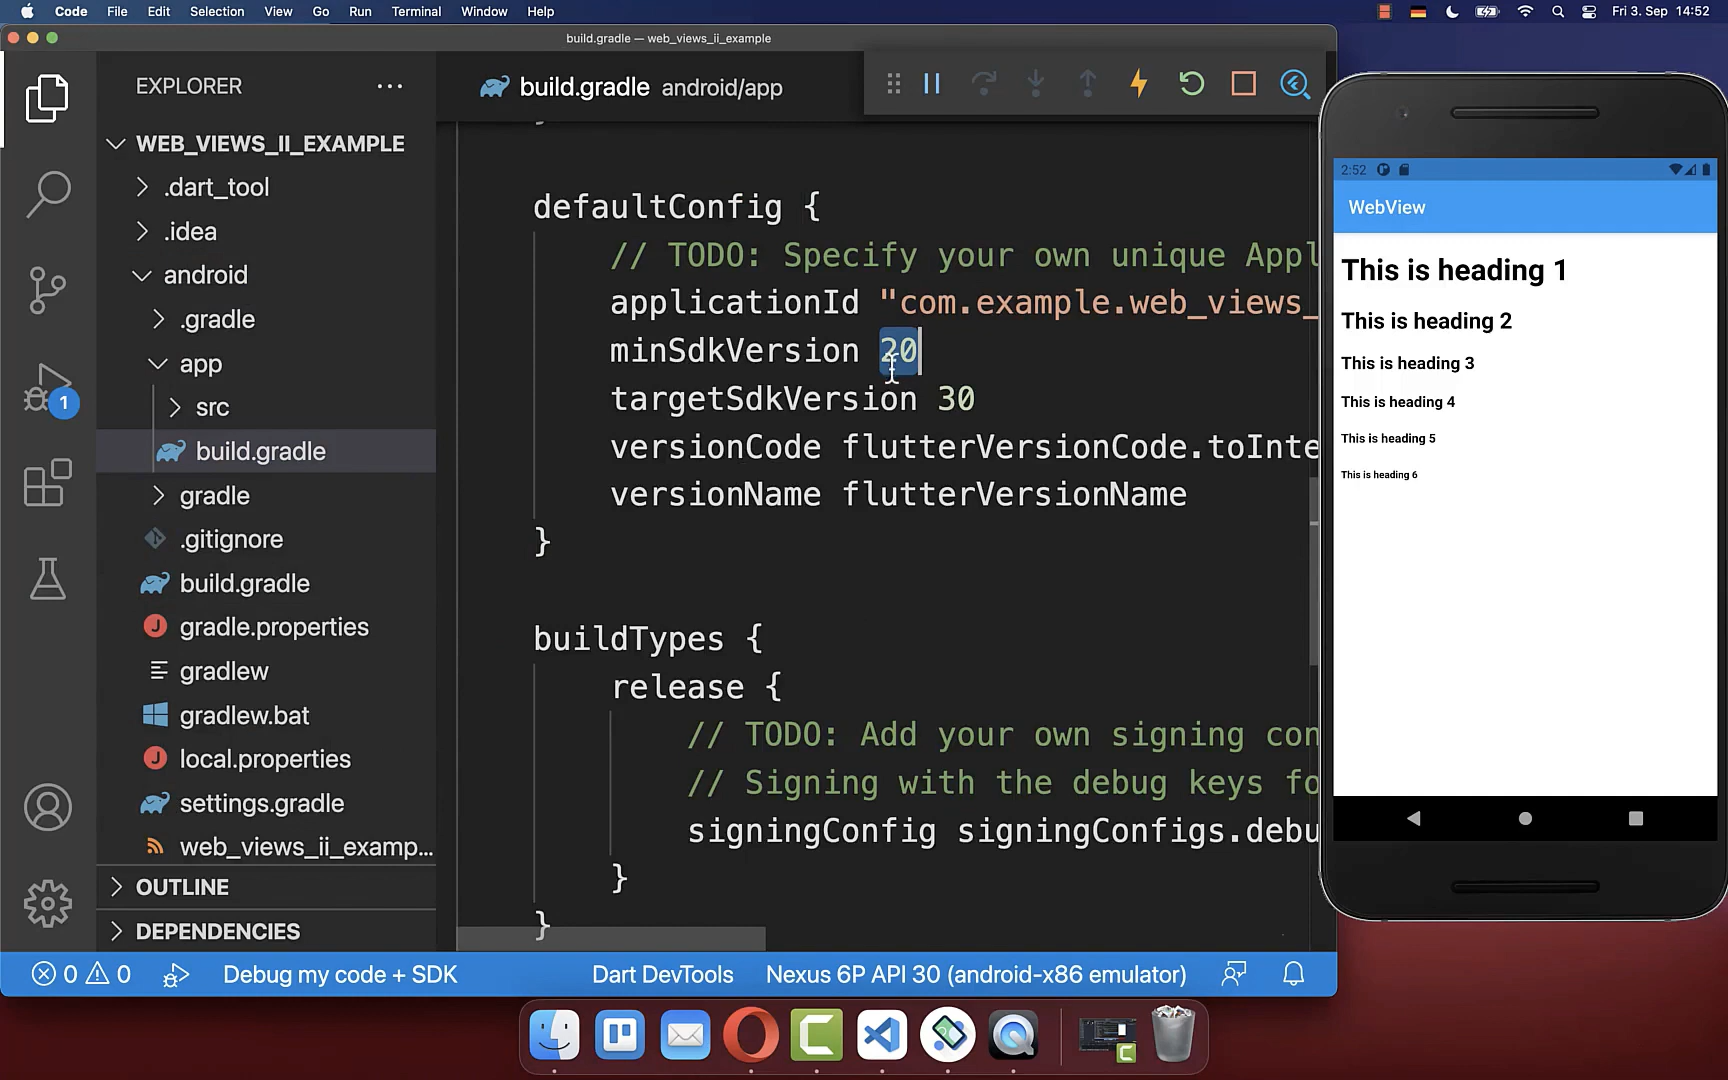 Code File Edit Selection View Go Run Terminal Window Help Fri 3. Sep 14:52
build.gradle — web_views_ii_example
EXPLORER
build.gradle android/app
WEB_VIEWS_II_EXAMPLE
.dart_tool
.idea
android
.gradle
app
src
build.gradle
gradle
.gitignore
build.gradle
gradle.properties
gradlew
gradlew.bat
local.properties
settings.gradle
web_views_ii_examp...
OUTLINE
DEPENDENCIES
1
defaultConfig {
// TODO: Specify your own unique Appl
applicationId "com.example.web_views_
minSdkVersion 20
targetSdkVersion 30
versionCode flutterVersionCode.toInte
versionName flutterVersionName
}
buildTypes {
release {
// TODO: Add your own signing con
// Signing with the debug keys fo
signingConfig signingConfigs.debu
}
}
0 0 Debug my code + SDK Dart DevTools Nexus 6P API 30 (android-x86 emulator)
2:52
WebView
This is heading 1
This is heading 2
This is heading 3
This is heading 4
This is heading 5
This is heading 6